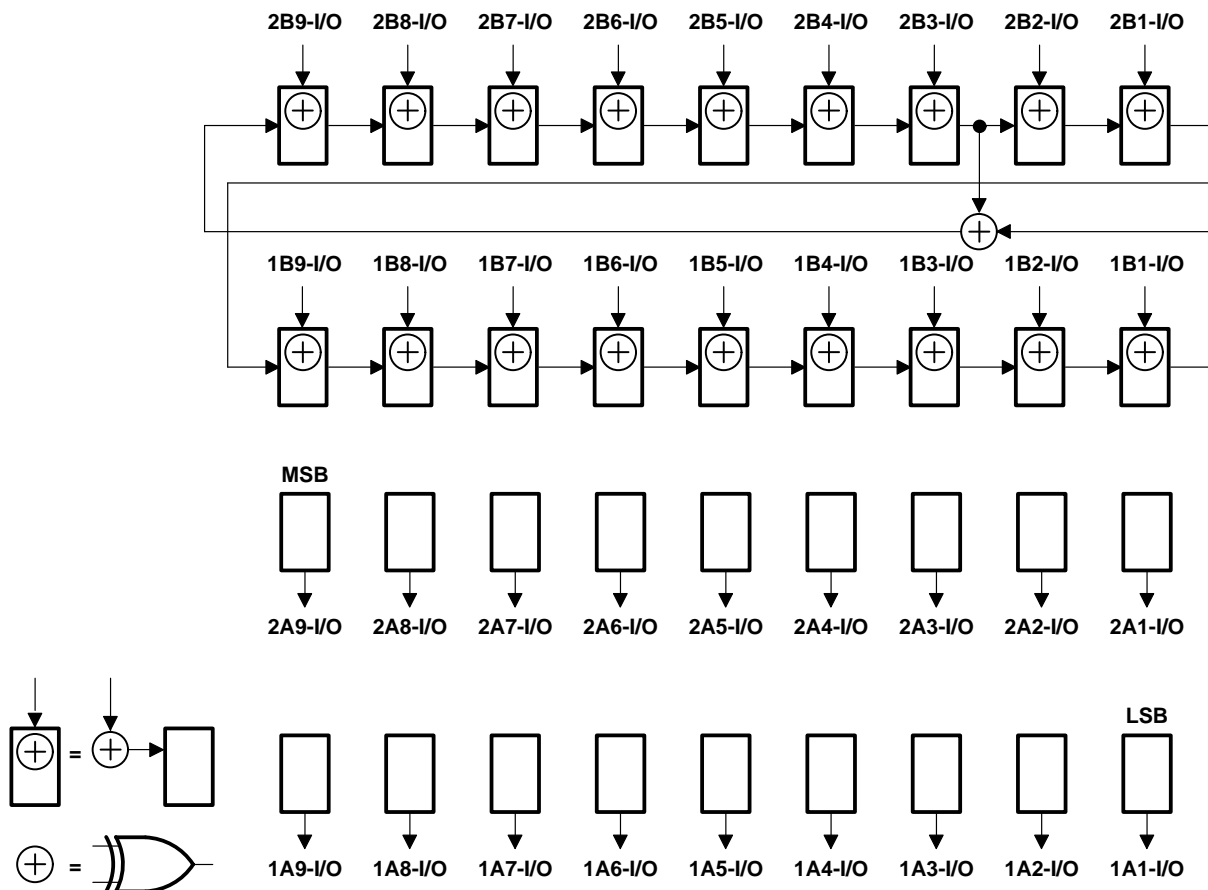 2B9-I/O 2B8-I/O 2B7-I/O 2B6-I/O 2B5-I/O 2B4-I/O 2B3-I/O 2B2-I/O 2B1-I/O
1B9-I/O 1B8-I/O 1B7-I/O 1B6-I/O 1B5-I/O 1B4-I/O 1B3-I/O 1B2-I/O 1B1-I/O
MSB
2A9-I/O 2A8-I/O 2A7-I/O 2A6-I/O 2A5-I/O 2A4-I/O 2A3-I/O 2A2-I/O 2A1-I/O
LSB
=
=
1A9-I/O 1A8-I/O 1A7-I/O 1A6-I/O 1A5-I/O 1A4-I/O 1A3-I/O 1A2-I/O 1A1-I/O